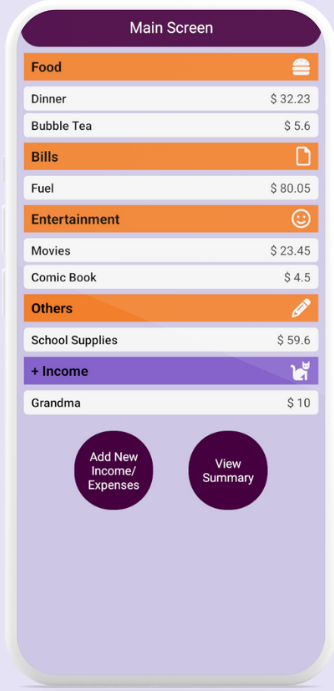 Main Screen
Food
Dinner $ 32.23
Bubble Tea $ 5.6
Bills
Fuel $ 80.05
Entertainment
Movies $ 23.45
Comic Book $ 4.5
Others
School Supplies $ 59.6
+ Income
Grandma $ 10
Add New
Income/
Expenses
View
Summary